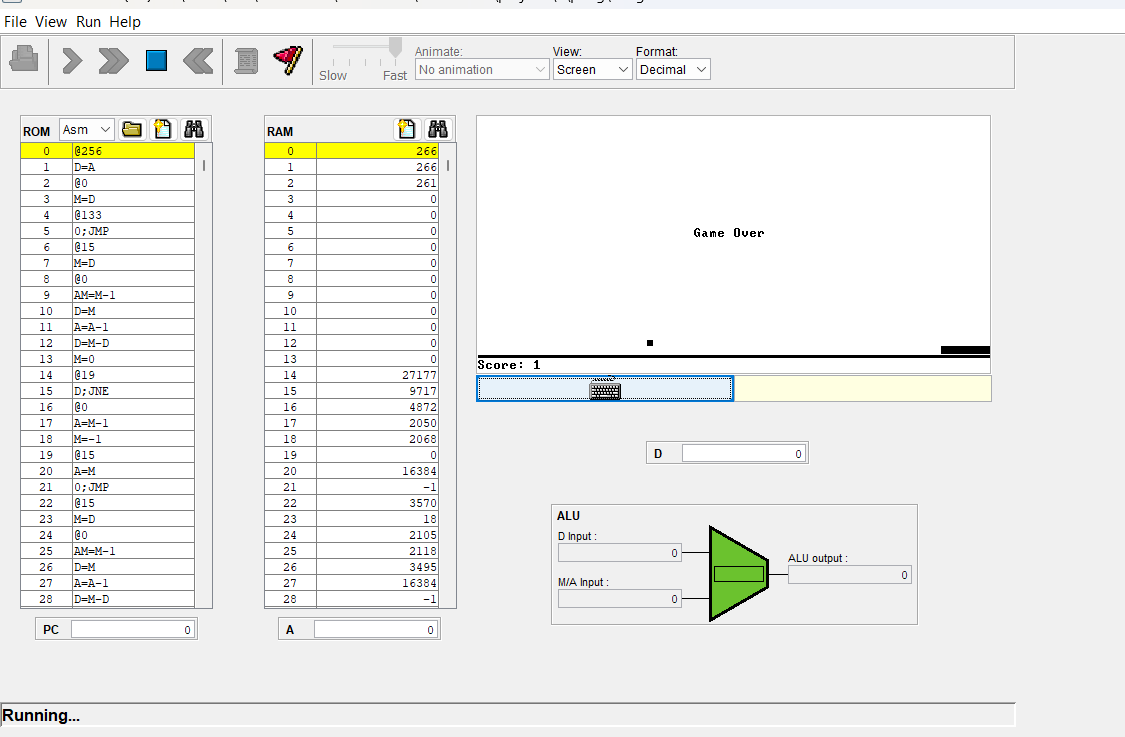 File View Run Help
Slow Fast
Animate: View: Format:
No animation Screen Decimal
ROM Asm
0 @256
1 D=A
2 @0
3 M=D
4 @133
5 0;JMP
6 @15
7 M=D
8 @0
9 AM=M-1
10 D=M
11 A=A-1
12 D=M-D
13 M=0
14 @19
15 D;JNE
16 @0
17 A=M-1
18 M=-1
19 @15
20 A=M
21 0;JMP
22 @15
23 M=D
24 @0
25 AM=M-1
26 D=M
27 A=A-1
28 D=M-D
PC 0
RAM
0 266
1 266
2 261
3 0
4 0
5 0
6 0
7 0
8 0
9 0
10 0
11 0
12 0
13 0
14 27177
15 9717
16 4872
17 2050
18 2068
19 0
20 16384
21 -1
22 3570
23 18
24 2105
25 2118
26 3495
27 16384
28 -1
A 0
Game Over
Score: 1
D 0
ALU
D Input :
0
M/A Input :
0
ALU output :
0
Running...